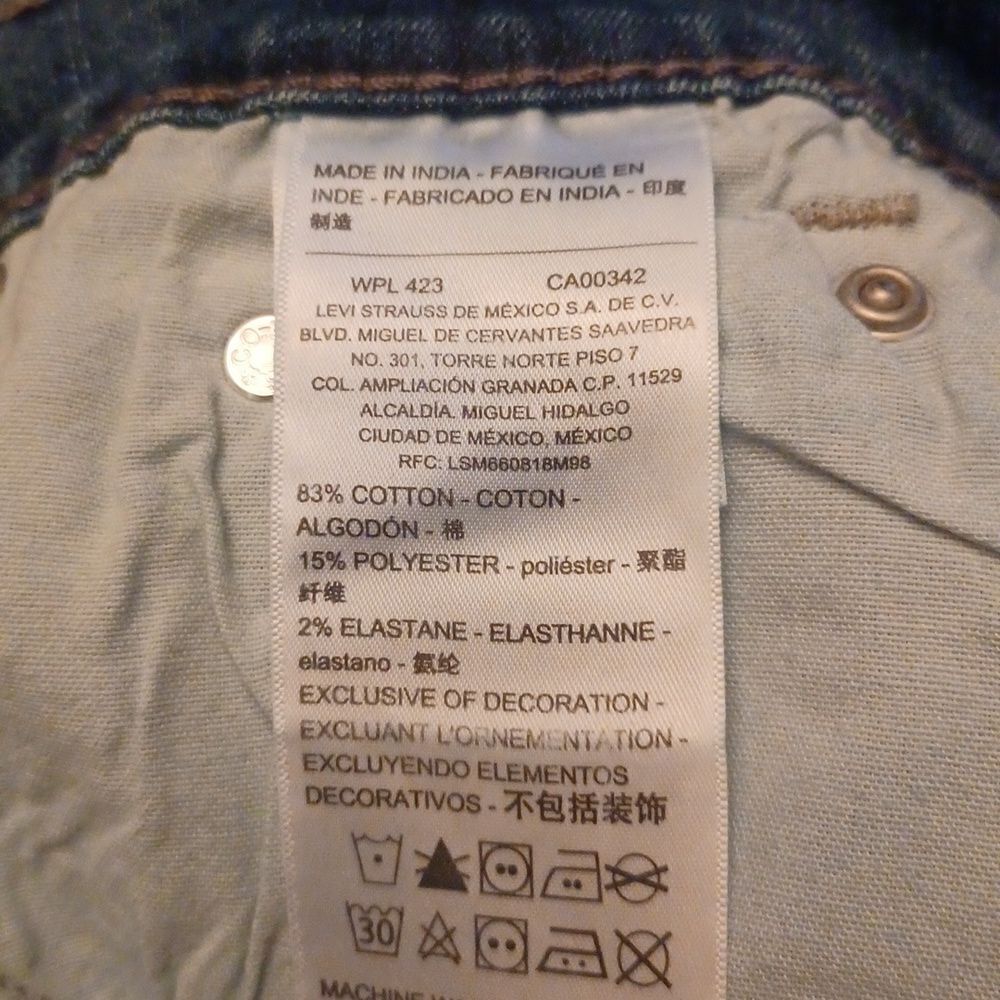 MADE IN INDIA - FABRIQUÉ EN
INDE - FABRICADO EN INDIA - 印度
制造
WPL 423 CA00342
LEVI STRAUSS DE MÉXICO S.A. DE C.V.
BLVD. MIGUEL DE CERVANTES SAAVEDRA
NO. 301, TORRE NORTE PISO 7
COL. AMPLIACIÓN GRANADA C.P. 11529
ALCALDÍA. MIGUEL HIDALGO
CIUDAD DE MÉXICO, MÉXICO
RFC: LSM660818M98
83% COTTON - COTON -
ALGODÓN - 棉
15% POLYESTER - poliéster - 聚酯
纤维
2% ELASTANE - ELASTHANNE -
elastano - 氨纶
EXCLUSIVE OF DECORATION -
EXCLUANT L'ORNEMENTATION -
EXCLUYENDO ELEMENTOS
DECORATIVOS - 不包括装饰
30
MACHINE